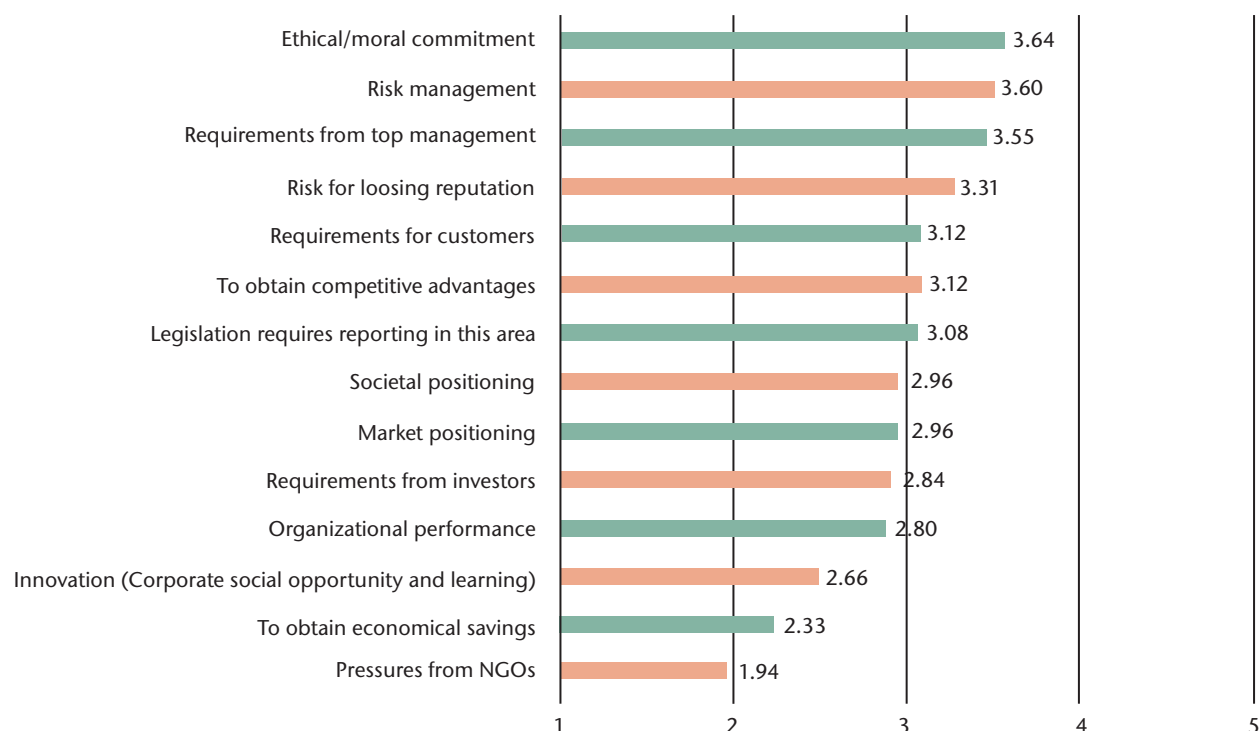 Ethical/moral commitment 3.64
Risk management 3.60
Requirements from top management 3.55
Risk for loosing reputation 3.31
Requirements for customers 3.12
To obtain competitive advantages 3.12
Legislation requires reporting in this area 3.08
Societal positioning 2.96
Market positioning 2.96
Requirements from investors 2.84
Organizational performance 2.80
Innovation (Corporate social opportunity and learning) 2.66
To obtain economical savings 2.33
Pressures from NGOs 1.94
1 2 3 4 5